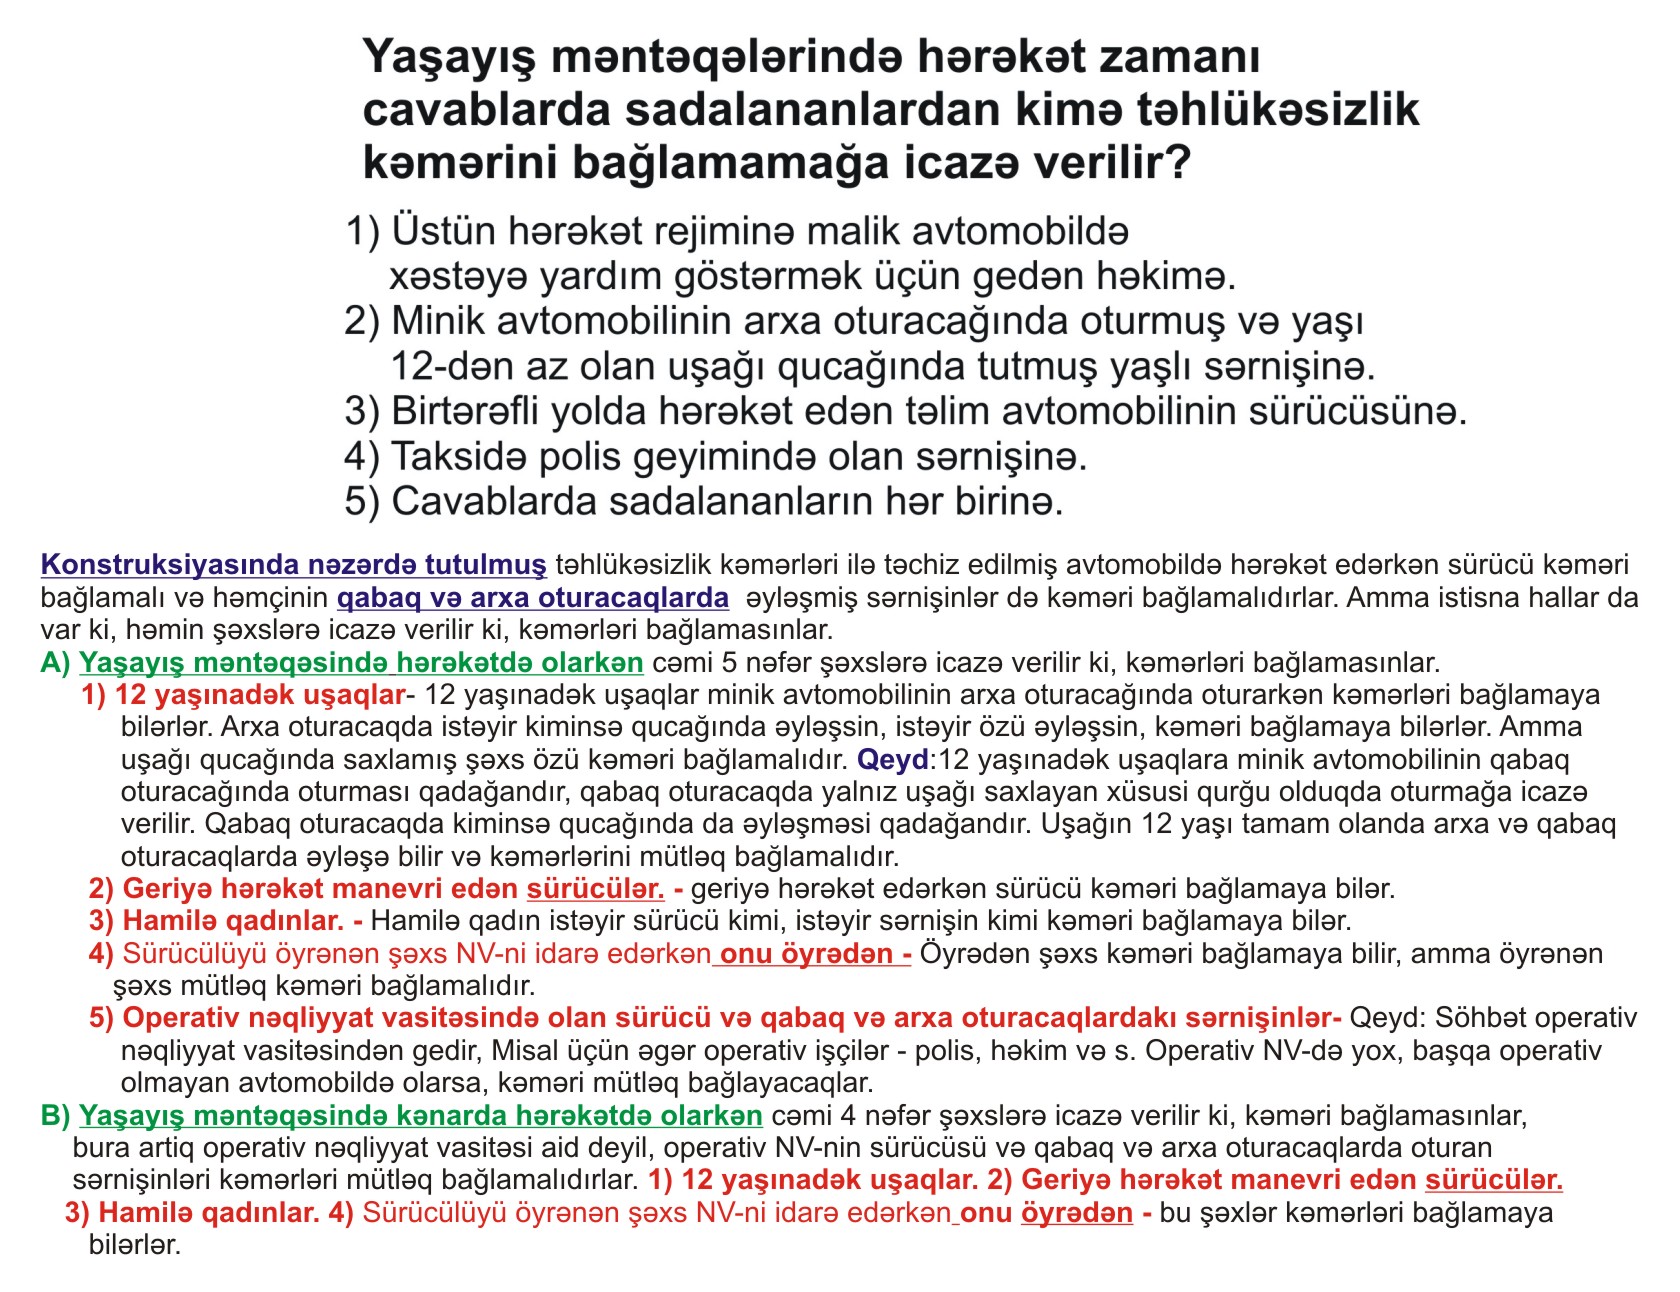 Yaşayış məntəqələrində hərəkət zamanı
cavablarda sadalananlardan kimə təhlükəsizlik
kəmərini bağlamamağa icazə verilir?
1) Üstün hərəkət rejiminə malik avtomobildə
xəstəyə yardım göstərmək üçün gedən həkimə.
2) Minik avtomobilinin arxa oturacağında oturmuş və yaşı
12-dən az olan uşağı qucağında tutmuş yaşlı sərnişinə.
3) Birtərəfli yolda hərəkət edən təlim avtomobilinin sürücüsünə.
4) Taksidə polis geyimində olan sərnişinə.
5) Cavablarda sadalananların hər birinə.
Konstruksiyasında nəzərdə tutulmuş təhlükəsizlik kəmərləri ilə təchiz edilmiş avtomobildə hərəkət edərkən sürücü kəməri
bağlamalı və həmçinin qabaq və arxa oturacaqlarda əyləşmiş sərnişinlər də kəməri bağlamalıdırlar. Amma istisna hallar da
var ki, həmin şəxslərə icazə verilir ki, kəmərləri bağlamasınlar.
A) Yaşayış məntəqəsində hərəkətdə olarkən cəmi 5 nəfər şəxslərə icazə verilir ki, kəmərləri bağlamasınlar.
1) 12 yaşınadək uşaqlar- 12 yaşınadək uşaqlar minik avtomobilinin arxa oturacağında oturarkən kəmərləri bağlamaya
bilərlər. Arxa oturacaqda istəyir kiminsə qucağında əyləşsin, istəyir özü əyləşsin, kəməri bağlamaya bilərlər. Amma
uşağı qucağında saxlamış şəxs özü kəməri bağlamalıdır. Qeyd:12 yaşınadək uşaqlara minik avtomobilinin qabaq
oturacağında oturması qadağandır, qabaq oturacaqda yalnız uşağı saxlayan xüsusi qurğu olduqda oturmağa icazə
verilir. Qabaq oturacaqda kiminsə qucağında da əyləşməsi qadağandır. Uşağın 12 yaşı tamam olanda arxa və qabaq
oturacaqlarda əyləşə bilir və kəmərlərini mütləq bağlamalıdır.
2) Geriyə hərəkət manevri edən sürücülər. - geriyə hərəkət edərkən sürücü kəməri bağlamaya bilər.
3) Hamilə qadınlar. - Hamilə qadın istəyir sürücü kimi, istəyir sərnişin kimi kəməri bağlamaya bilər.
4) Sürücülüyü öyrənən şəxs NV-ni idarə edərkən onu öyrədən - Öyrədən şəxs kəməri bağlamaya bilir, amma öyrənən
şəxs mütləq kəməri bağlamalıdır.
5) Operativ nəqliyyat vasitəsində olan sürücü və qabaq və arxa oturacaqlardakı sərnişinlər- Qeyd: Söhbət operativ
nəqliyyat vasitəsindən gedir, Misal üçün əgər operativ işçilər - polis, həkim və s. Operativ NV-də yox, başqa operativ
olmayan avtomobildə olarsa, kəməri mütləq bağlayacaqlar.
B) Yaşayış məntəqəsində kənarda hərəkətdə olarkən cəmi 4 nəfər şəxslərə icazə verilir ki, kəməri bağlamasınlar,
bura artiq operativ nəqliyyat vasitəsi aid deyil, operativ NV-nin sürücüsü və qabaq və arxa oturacaqlarda oturan
sərnişinləri kəmərləri mütləq bağlamalıdırlar. 1) 12 yaşınadək uşaqlar. 2) Geriyə hərəkət manevri edən sürücülər.
3) Hamilə qadınlar. 4) Sürücülüyü öyrənən şəxs NV-ni idarə edərkən onu öyrədən - bu şəxlər kəmərləri bağlamaya
bilərlər.